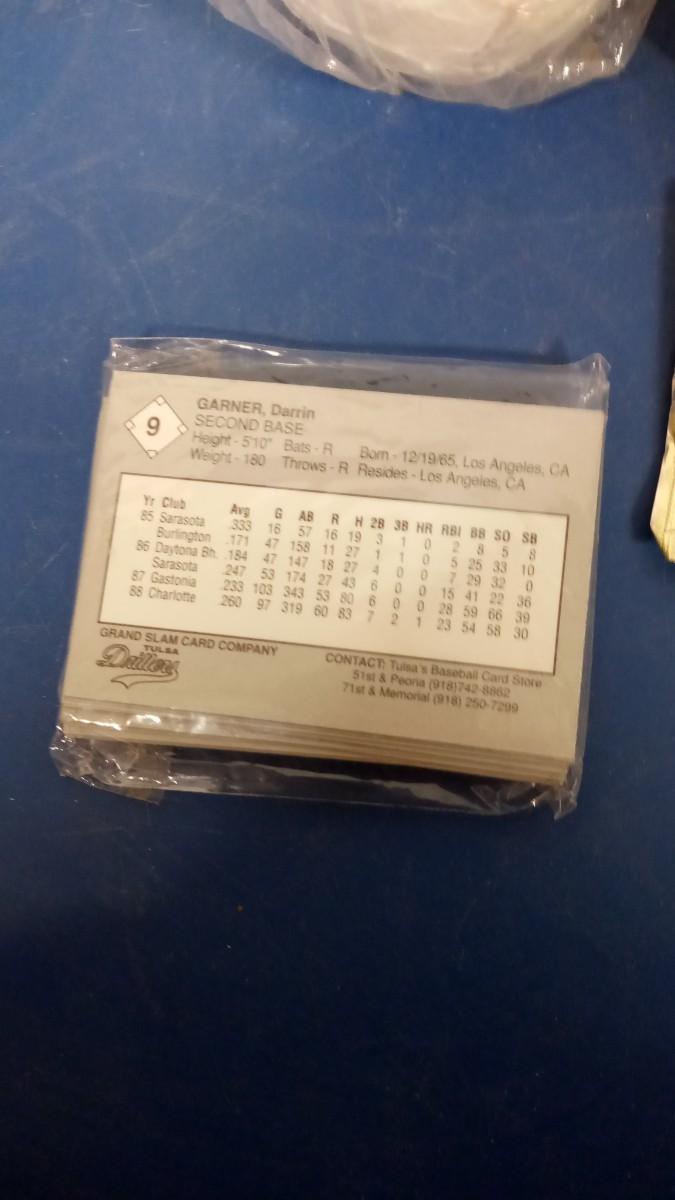 9
GARNER, Darrin
SECOND BASE
Height - 5'10" Bats - R Born - 12/19/65, Los Angeles, CA
Weight - 180 Throws - R Resides - Los Angeles, CA
Yr Club Avg G AB R H 2B 3B HR RBI BB SO SB
85 Sarasota .333 16 57 16 19 3 1 0 2 8 5 8
Burlington .171 47 158 11 27 1 1 0 5 25 33 10
86 Daytona Bh. .184 47 147 18 27 4 0 0 7 29 32 0
Sarasota .247 53 174 27 43 6 0 0 15 41 22 36
87 Gastonia .233 103 343 53 80 6 0 0 28 59 66 39
88 Charlotte .260 97 319 60 83 7 2 1 23 54 58 30
GRAND SLAM CARD COMPANY
TULSA
Drillers
CONTACT: Tulsa's Baseball Card Store
51st & Peoria (918)742-8862
71st & Memorial (918) 250-7299